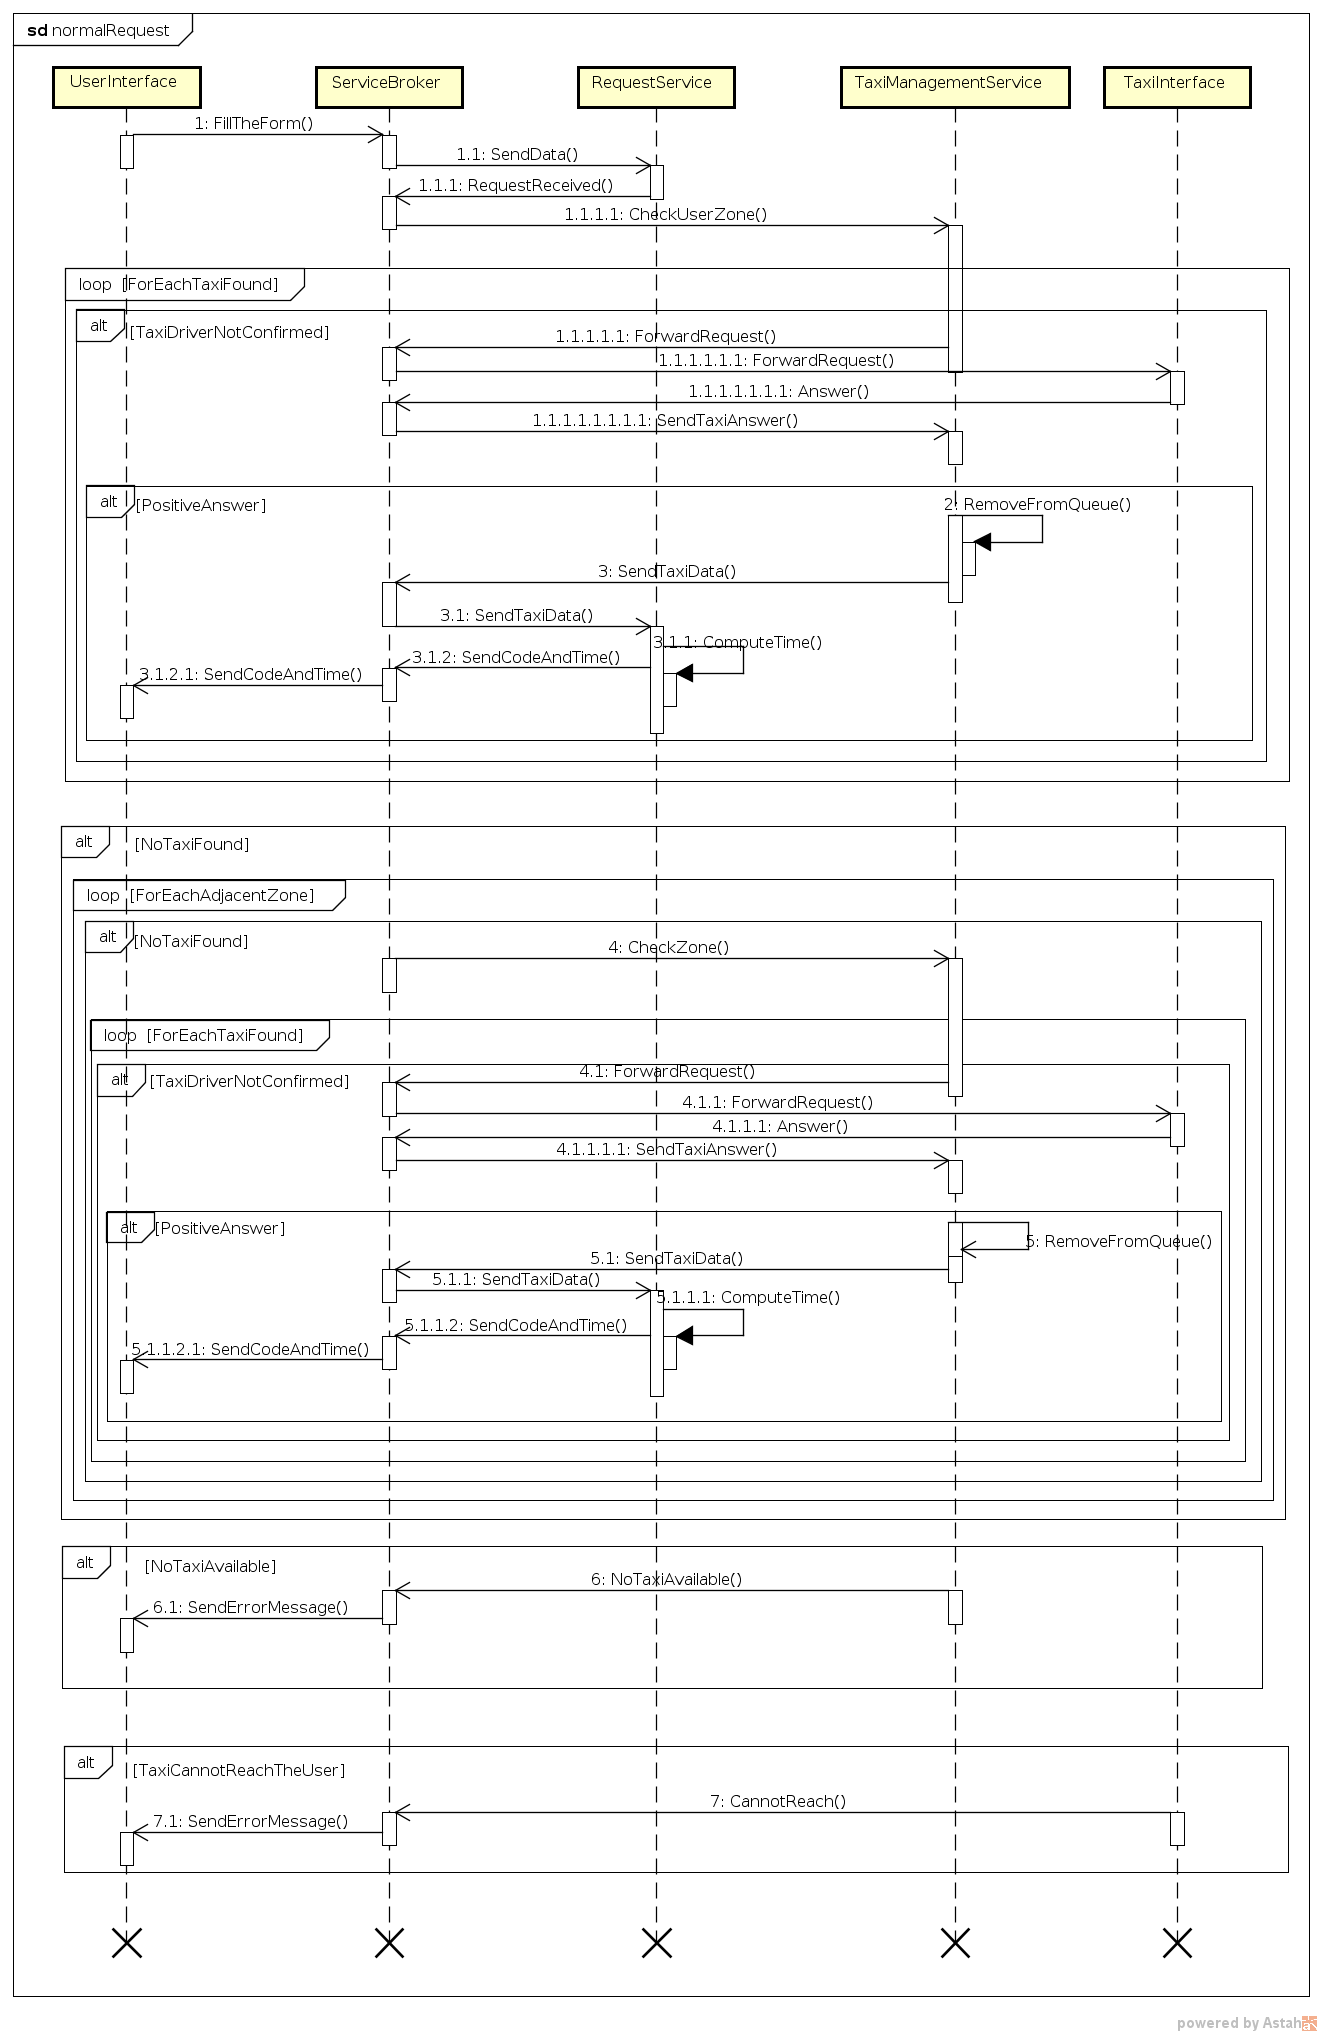 sd normalRequest
UserInterface
ServiceBroker
RequestService
TaxiManagementService
TaxiInterface
1: FillTheForm()
1.1: SendData()
1.1.1: RequestReceived()
1.1.1.1: CheckUserZone()
loop [ForEachTaxiFound]
alt [TaxiDriverNotConfirmed]
1.1.1.1.1: ForwardRequest()
1.1.1.1.1.1: ForwardRequest()
1.1.1.1.1.1.1: Answer()
1.1.1.1.1.1.1.1: SendTaxiAnswer()
alt [PositiveAnswer]
2: RemoveFromQueue()
3: SendTaxiData()
3.1: SendTaxiData()
3.1.1: ComputeTime()
3.1.2: SendCodeAndTime()
3.1.2.1: SendCodeAndTime()
alt [NoTaxiFound]
loop [ForEachAdjacentZone]
alt [NoTaxiFound]
4: CheckZone()
loop [ForEachTaxiFound]
alt [TaxiDriverNotConfirmed]
4.1: ForwardRequest()
4.1.1: ForwardRequest()
4.1.1.1: Answer()
4.1.1.1.1: SendTaxiAnswer()
alt [PositiveAnswer]
5: RemoveFromQueue()
5.1: SendTaxiData()
5.1.1: SendTaxiData()
5.1.1.1: ComputeTime()
5.1.1.2: SendCodeAndTime()
5.1.1.2.1: SendCodeAndTime()
alt [NoTaxiAvailable]
6: NoTaxiAvailable()
6.1: SendErrorMessage()
alt [TaxiCannotReachTheUser]
7: CannotReach()
7.1: SendErrorMessage()
powered by Astah